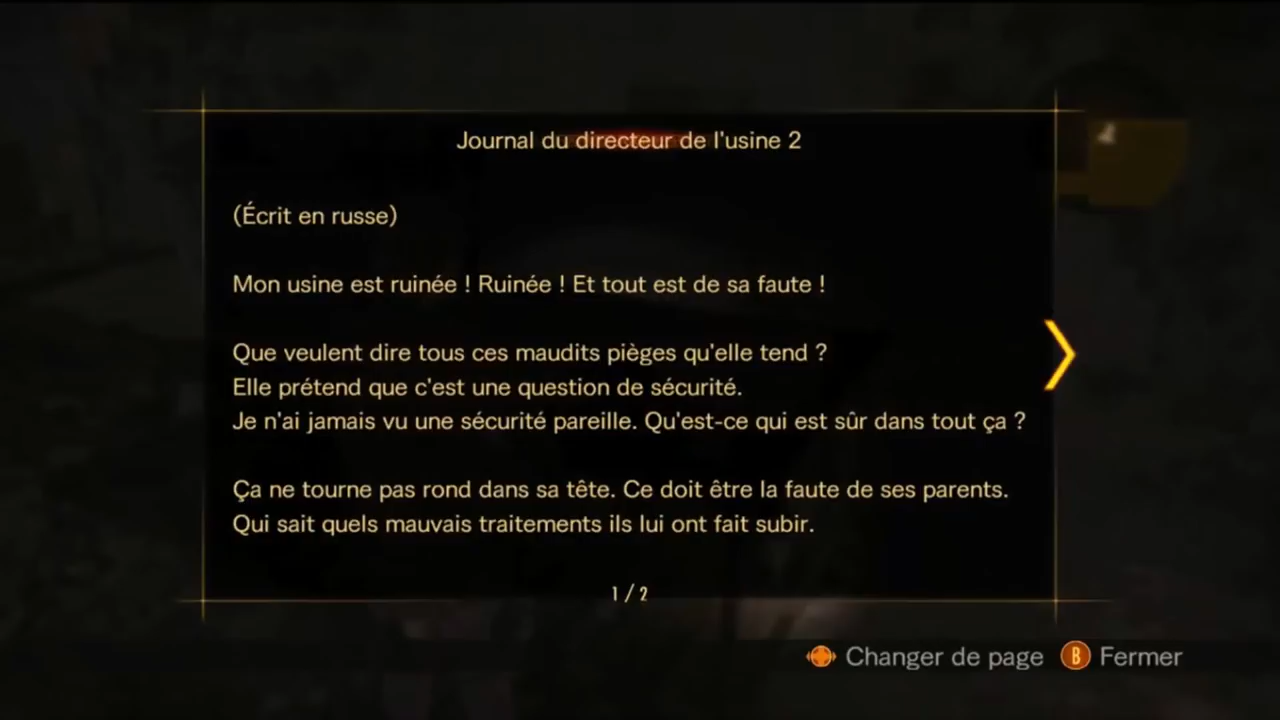 Journal du directeur de l'usine 2
(Écrit en russe)
Mon usine est ruinée ! Ruinée ! Et tout est de sa faute !
Que veulent dire tous ces maudits pièges qu'elle tend ?
Elle prétend que c'est une question de sécurité.
Je n'ai jamais vu une sécurité pareille. Qu'est-ce qui est sûr dans tout ça ?
Ça ne tourne pas rond dans sa tête. Ce doit être la faute de ses parents.
Qui sait quels mauvais traitements ils lui ont fait subir.
1 / 2
Changer de page B Fermer